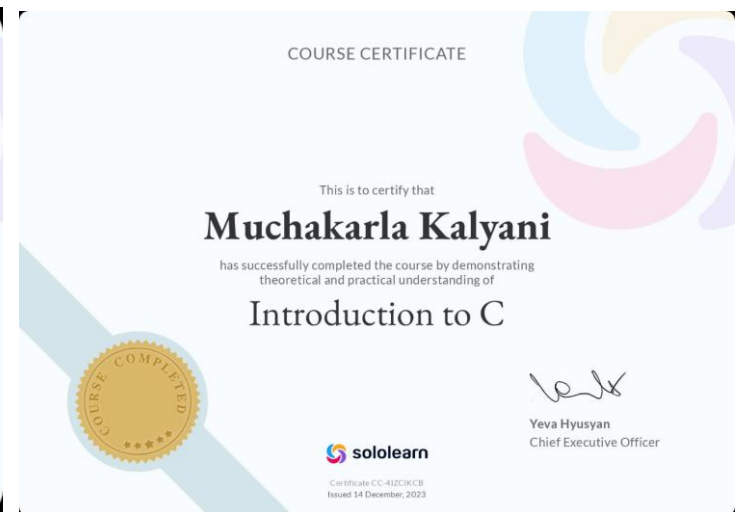 COURSE CERTIFICATE
This is to certify that
Muchakarla Kalyani
has successfully completed the course by demonstrating
theoretical and practical understanding of
Introduction to C
COURSE COMPLETED
Yeva Hyusyan
Chief Executive Officer
sololearn
Certificate CC-4IZCIKCB
Issued 14 December, 2023